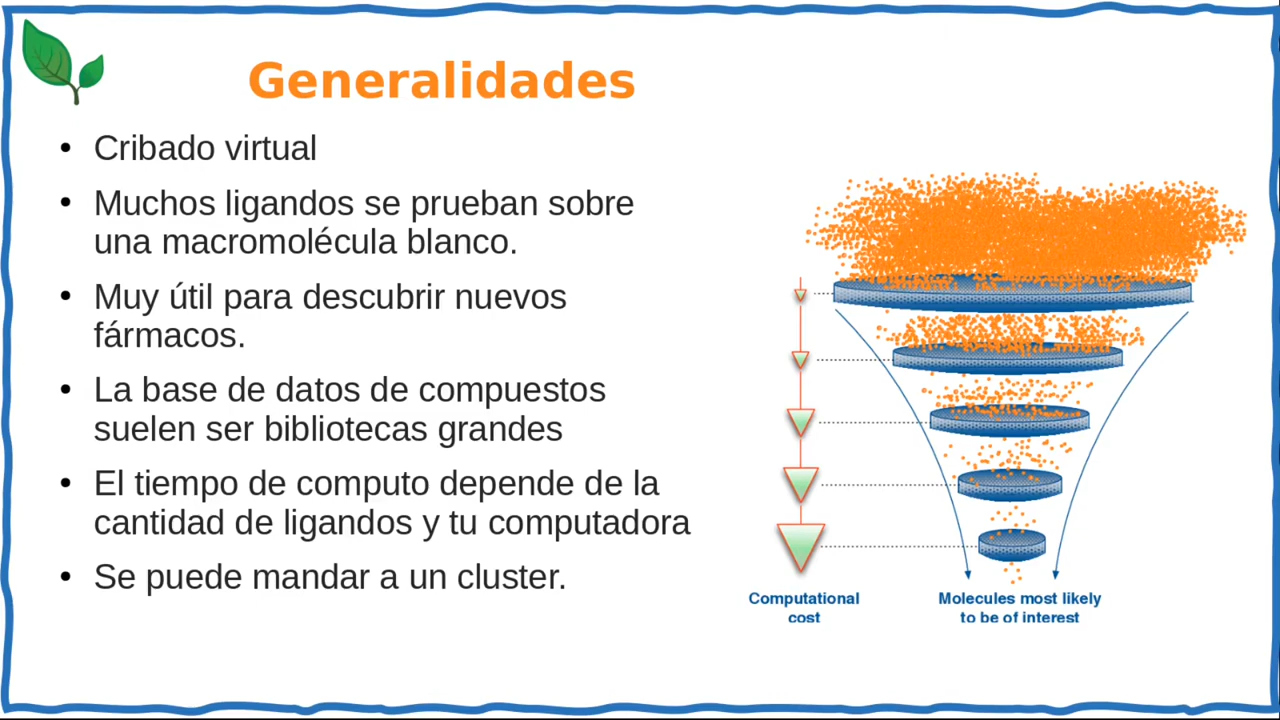 Generalidades
• Cribado virtual
• Muchos ligandos se prueban sobre
una macromolécula blanco.
• Muy útil para descubrir nuevos
fármacos.
• La base de datos de compuestos
suelen ser bibliotecas grandes
• El tiempo de computo depende de la
cantidad de ligandos y tu computadora
• Se puede mandar a un cluster.
Computational
cost
Molecules most likely
to be of interest